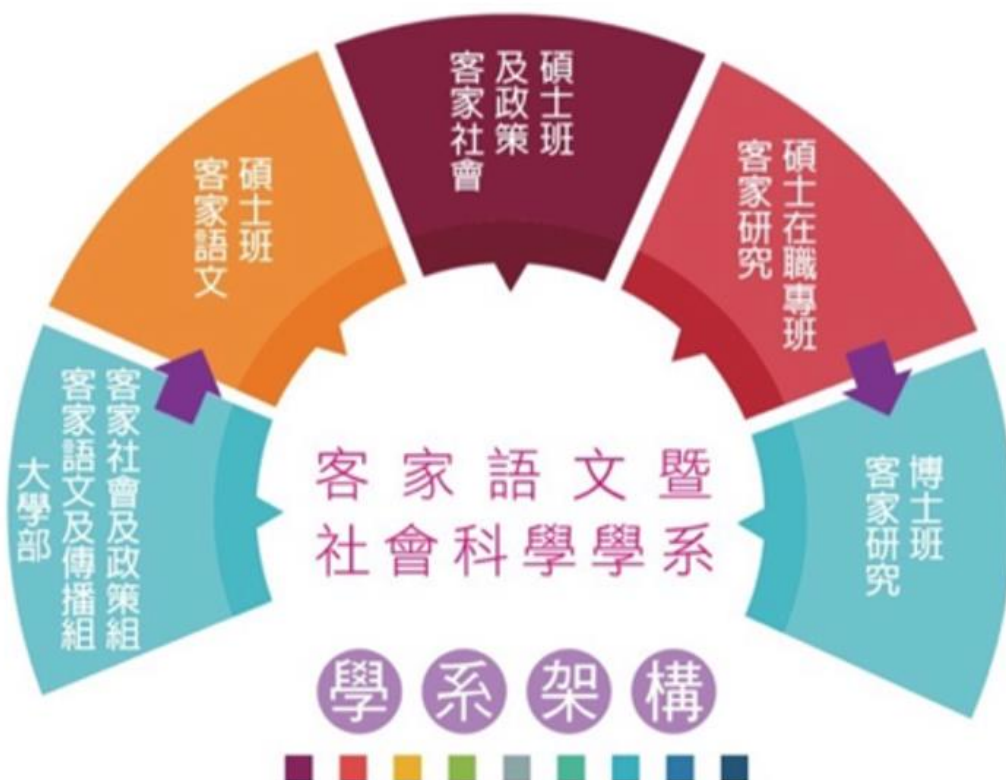 大學部
客家語文及傳播組
客家社會及政策組
客家語文
碩士班
客家社會
及政策
碩士班
客家研究
碩士在職專班
客家研究
博士班
客家語文暨
社會科學學系
學系架構